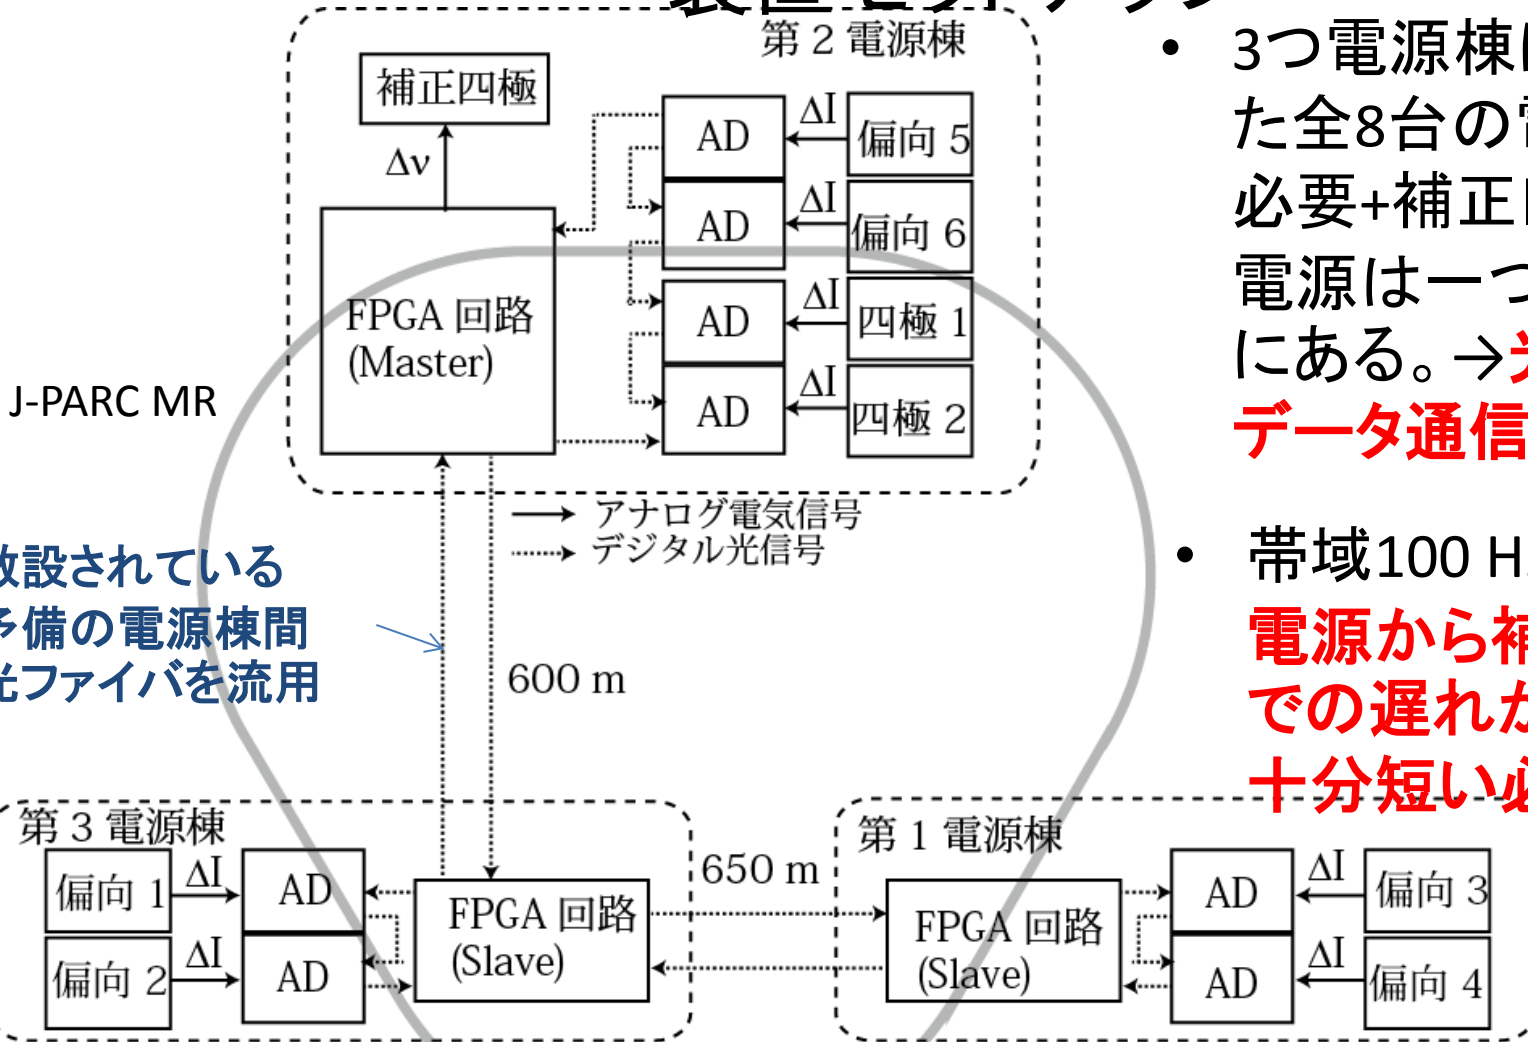 第 2 電源棟
補正四極
Δν
FPGA 回路
(Master)
AD
ΔI
偏向 5
AD
ΔI
偏向 6
AD
ΔI
四極 1
AD
ΔI
四極 2
J-PARC MR
アナログ電気信号
デジタル光信号
設されている
備の電源棟間
光ファイバを流用
600 m
650 m
第 3 電源棟
偏向 1
ΔI
AD
偏向 2
ΔI
AD
FPGA 回路
(Slave)
第 1 電源棟
FPGA 回路
(Slave)
AD
ΔI
偏向 3
AD
ΔI
偏向 4
• 3つ電源棟
た全8台の
必要+補正
電源は一つ
にある。→
データ通信
• 帯域100 H
電源から補
での遅れが
十分短い必